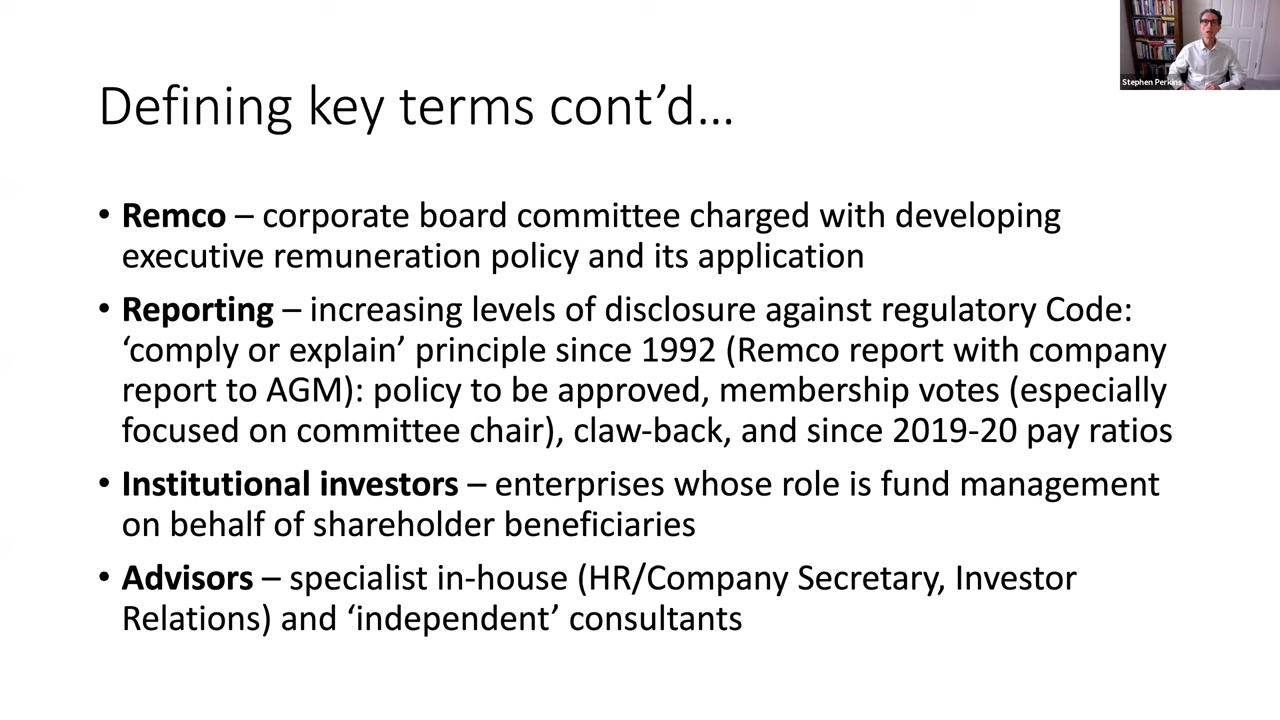 Stephen Perkins
Defining key terms cont’d…
• Remco – corporate board committee charged with developing
executive remuneration policy and its application
• Reporting – increasing levels of disclosure against regulatory Code:
‘comply or explain’ principle since 1992 (Remco report with company
report to AGM): policy to be approved, membership votes (especially
focused on committee chair), claw-back, and since 2019-20 pay ratios
• Institutional investors – enterprises whose role is fund management
on behalf of shareholder beneficiaries
• Advisors – specialist in-house (HR/Company Secretary, Investor
Relations) and ‘independent’ consultants